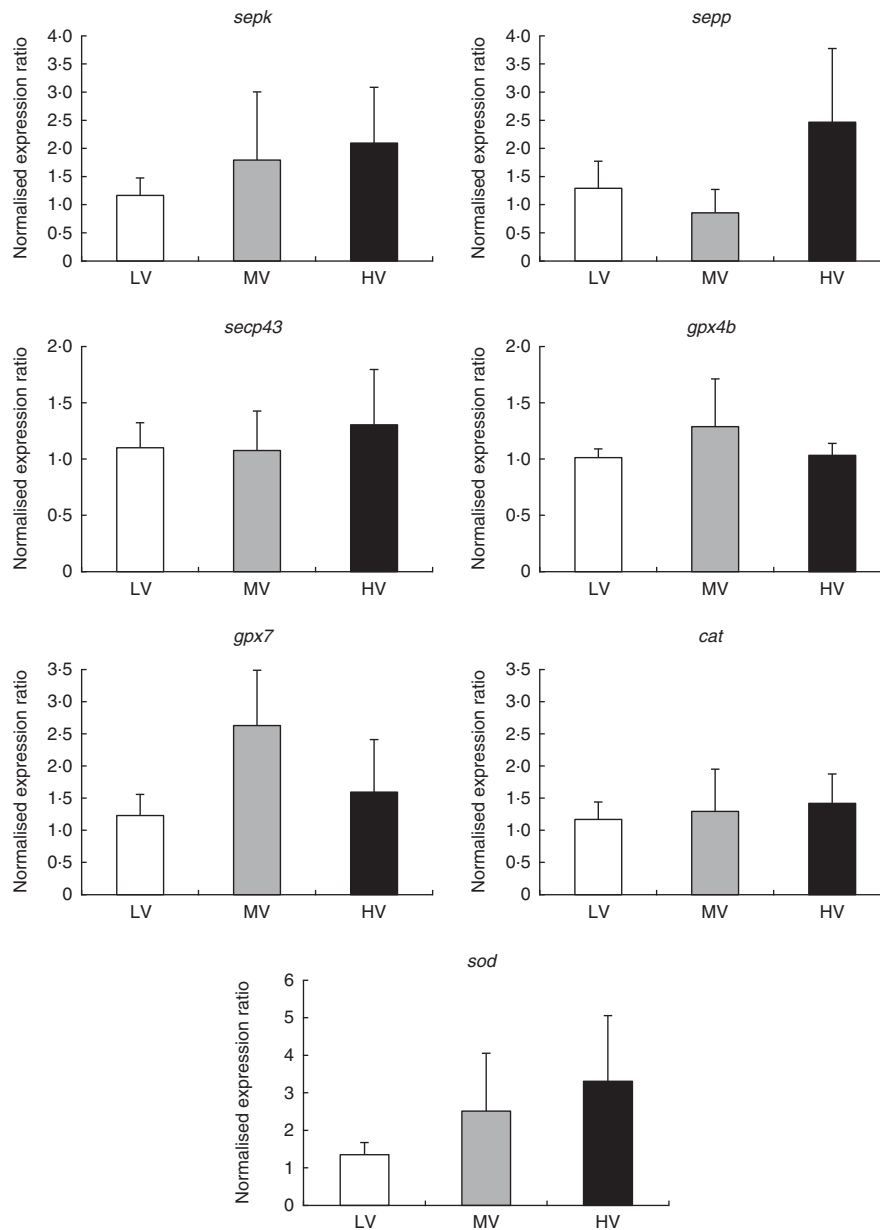 sepk
Normalised expression ratio
4·0
3·5
3·0
2·5
2·0
1·5
1·0
0·5
0
LV MV HV
sepp
Normalised expression ratio
4·0
3·5
3·0
2·5
2·0
1·5
1·0
0·5
0
LV MV HV
secp43
Normalised expression ratio
2·0
1·5
1·0
0·5
0
LV MV HV
gpx4b
Normalised expression ratio
2·0
1·5
1·0
0·5
0
LV MV HV
gpx7
Normalised expression ratio
3·5
3·0
2·5
2·0
1·5
1·0
0·5
0
LV MV HV
cat
Normalised expression ratio
3·5
3·0
2·5
2·0
1·5
1·0
0·5
0
LV MV HV
sod
Normalised expression ratio
6
5
4
3
2
1
0
LV MV HV